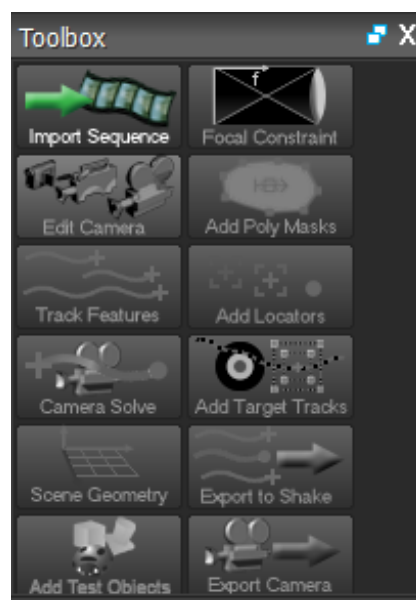 Toolbox X
Import Sequence
f
Focal Constraint
Edit Camera
Add Poly Masks
Track Features
Add Locators
Camera Solve
Add Target Tracks
Scene Geometry
Export to Shake
Add Test Objects
Export Camera